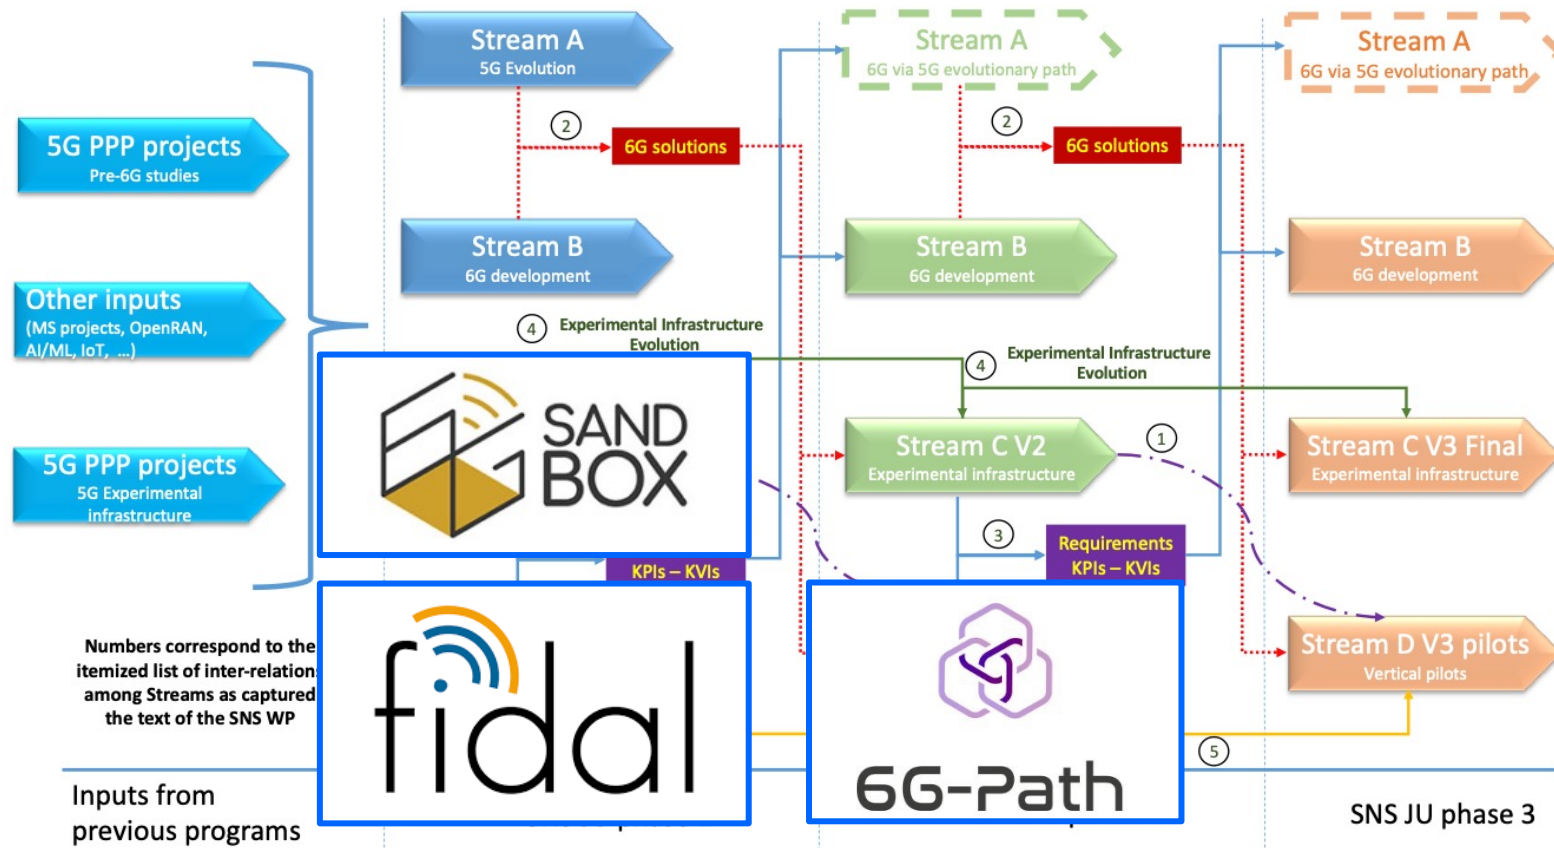 Stream A
5G Evolution
Stream A
6G via 5G evolutionary path
Stream A
6G via 5G evolutionary path
5G PPP projects
Pre-6G studies
2
6G solutions
2
6G solutions
Stream B
6G development
Stream B
6G development
Stream B
6G development
Other inputs
(MS projects, OpenRAN,
AI/ML, IoT, ...)
4
Experimental Infrastructure
Evolution
4
Experimental Infrastructure
Evolution
6G
SAND
BOX
5G PPP projects
5G Experimental
infrastructure
Stream C V2
Experimental infrastructure
1
Stream C V3 Final
Experimental infrastructure
KPIs – KVIs
3
Requirements
KPIs – KVIs
Numbers correspond to the
itemized list of inter-relation
among Streams as captured
the text of the SNS WP
fidal
6G-Path
Stream D V3 pilots
Vertical pilots
5
Inputs from
previous programs
SNS JU phase 3